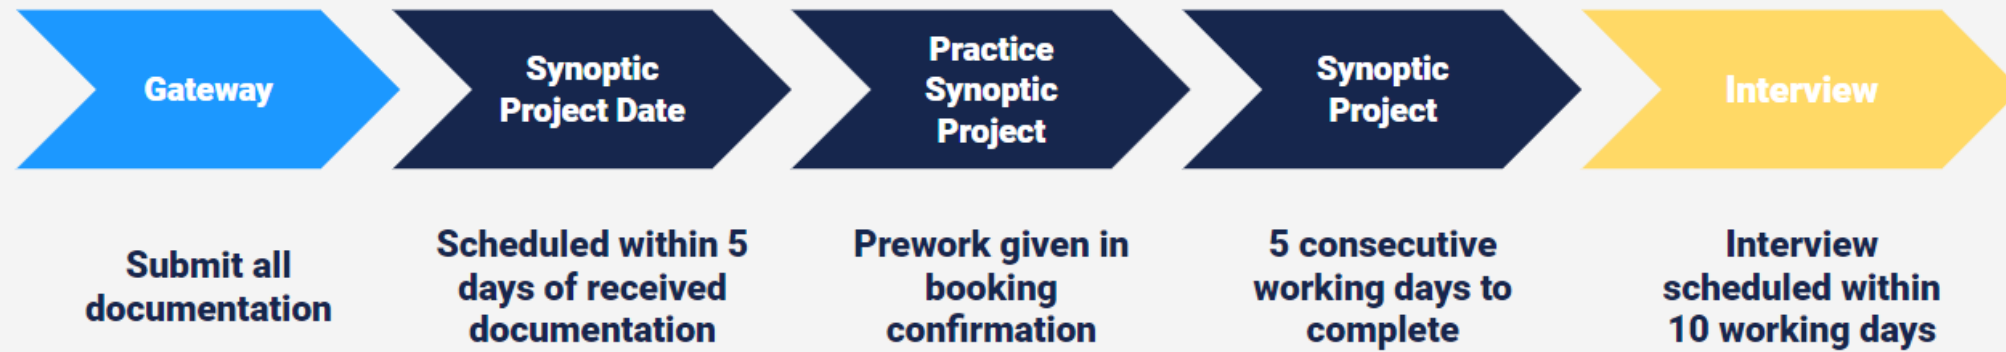 Gateway
Synoptic
Project Date
Practice
Synoptic
Project
Synoptic
Project
Interview
Submit all
documentation
Scheduled within 5
days of received
documentation
Prework given in
booking
confirmation
5 consecutive
working days to
complete
Interview
scheduled within
10 working days